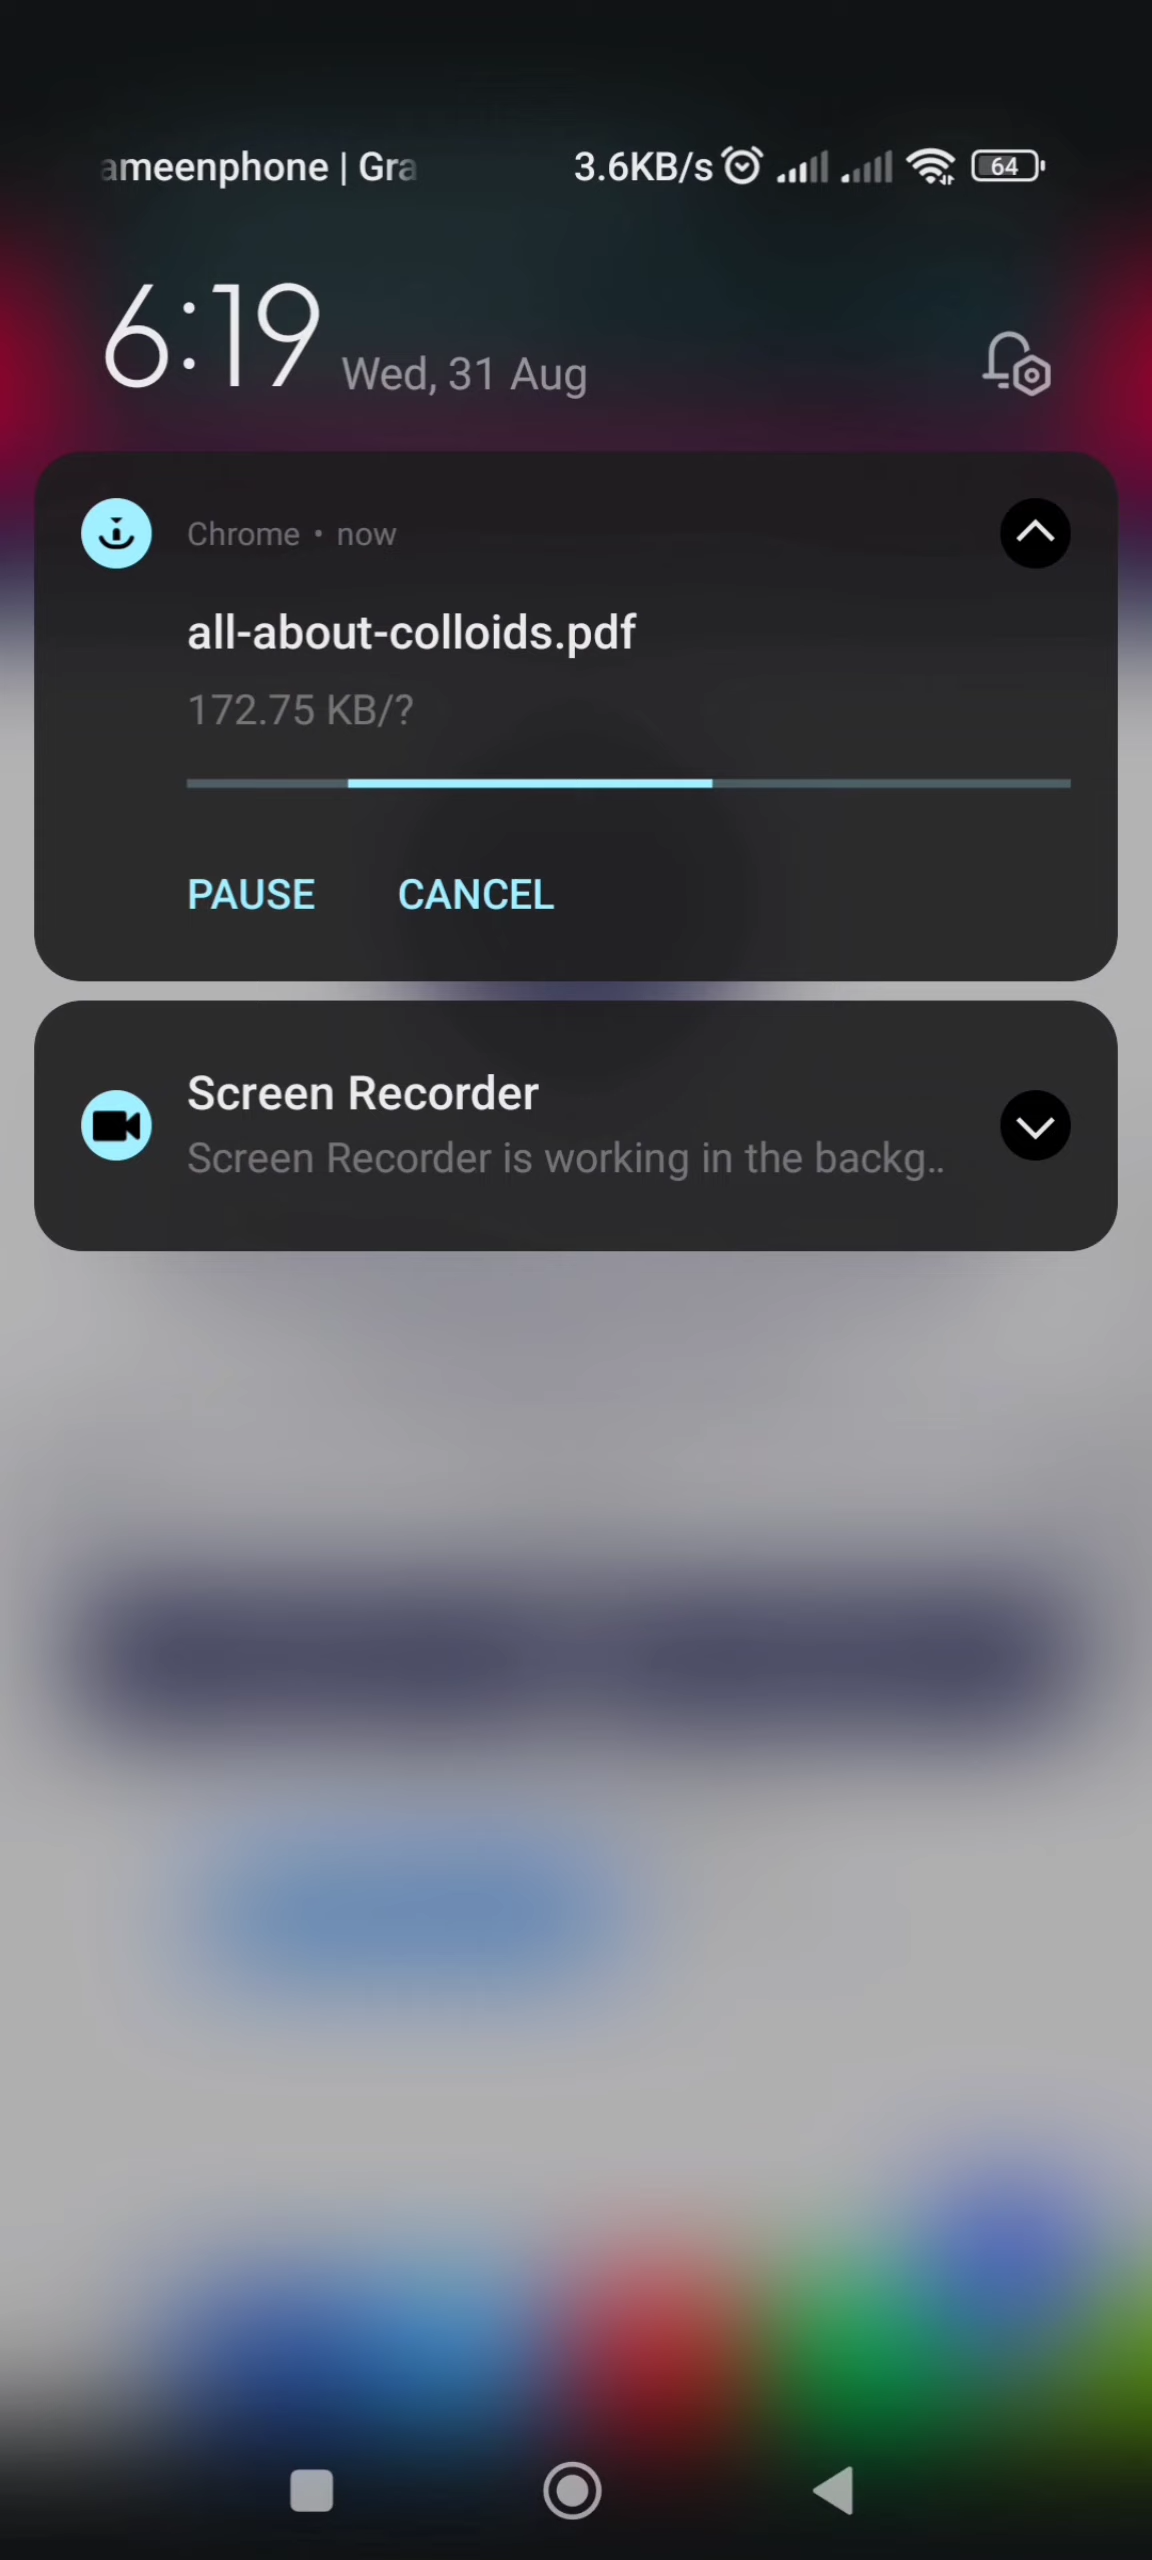 ameenphone | Gra 3.6KB/s 64
6:19 Wed, 31 Aug
Chrome • now
all-about-colloids.pdf
172.75 KB/?
PAUSE CANCEL
Screen Recorder
Screen Recorder is working in the backg..